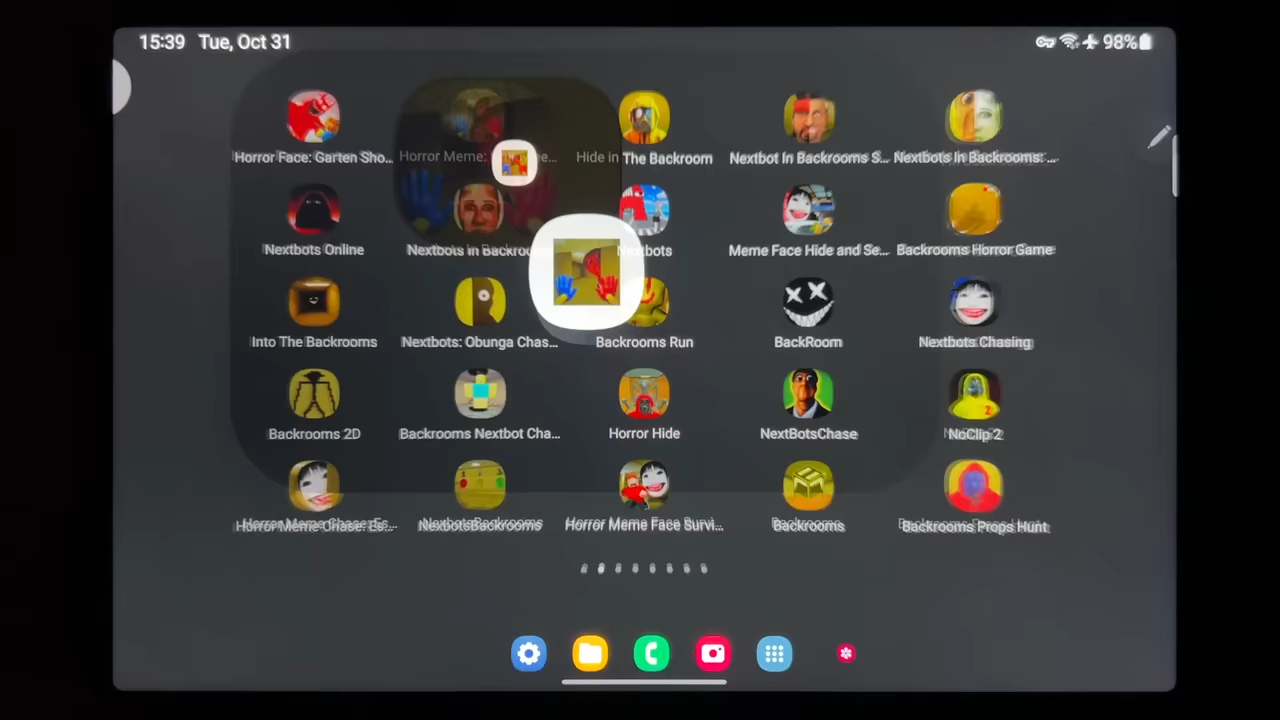 15:39 Tue, Oct 31
98%
Horror Face: Garten Sho...
Horror Meme:
Hide in The Backroom
Nextbot In Backrooms S...
Nextbots In Backrooms: ...
Nextbots Online
Nextbots In Backroo
Nextbots
Meme Face Hide and Se...
Backrooms Horror Game
Into The Backrooms
Nextbots: Obunga Chas...
Backrooms Run
BackRoom
Nextbots Chasing
Backrooms 2D
Backrooms Nextbot Cha...
Horror Hide
NextBotsChase
NoClip 2
Horror Meme Chase: Es...
NextbotsBackrooms
Horror Meme Face Survi...
Backrooms
Backrooms Props Hunt